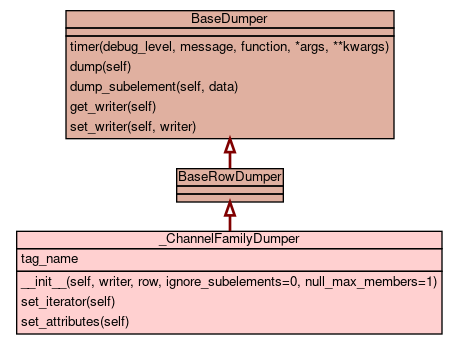 BaseDumper
timer(debug_level, message, function, *args, **kwargs)
dump(self)
dump_subelement(self, data)
get_writer(self)
set_writer(self, writer)
BaseRowDumper
_ChannelFamilyDumper
tag_name
__init__(self, writer, row, ignore_subelements=0, null_max_members=1)
set_iterator(self)
set_attributes(self)